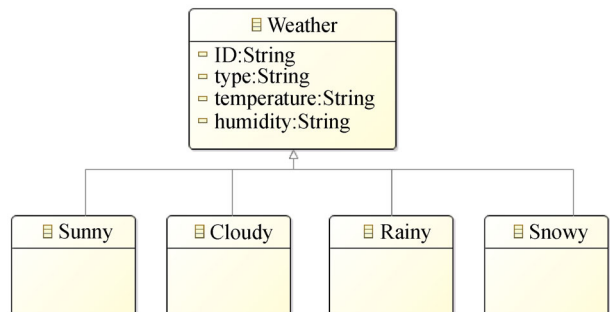 Weather
ID:String
type:String
temperature:String
humidity:String
Sunny
Cloudy
Rainy
Snowy